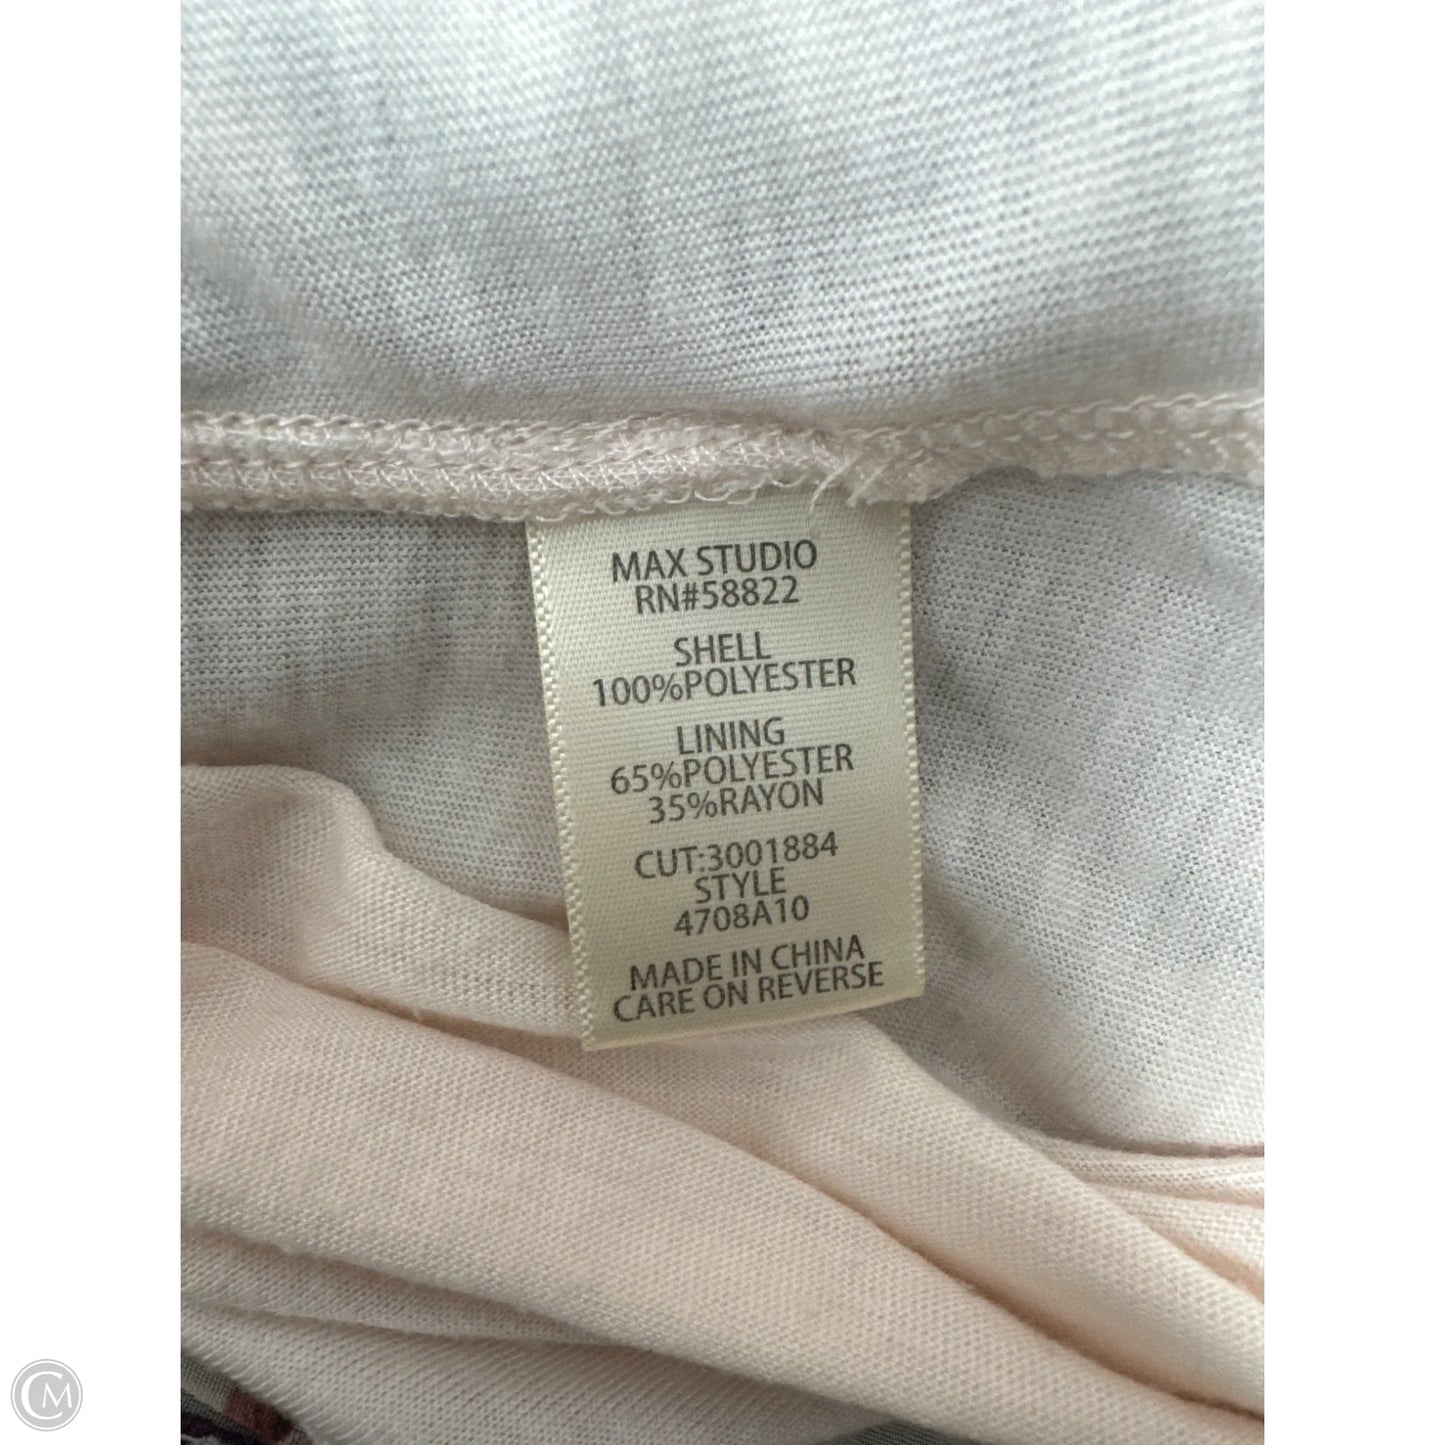 MAX STUDIO
RN#58822
SHELL
100%POLYESTER
LINING
65%POLYESTER
35%RAYON
CUT:3001884
STYLE
4708A10
MADE IN CHINA
CARE ON REVERSE
CM